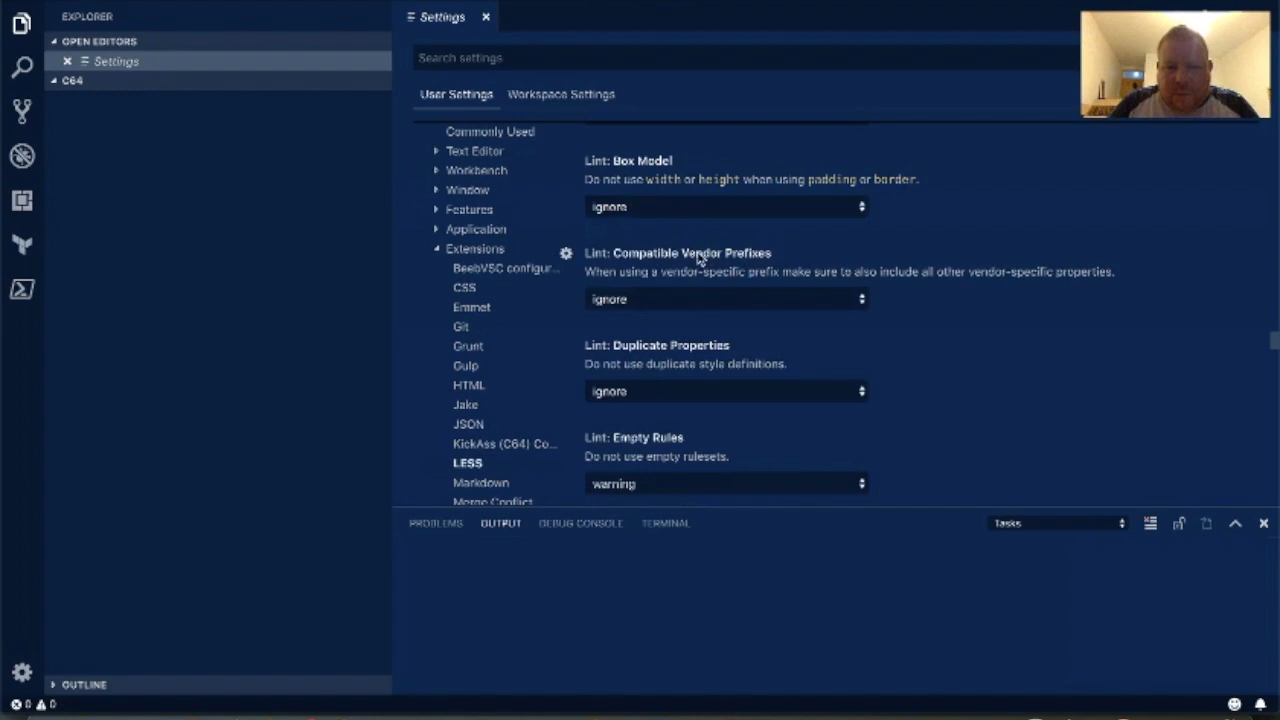 EXPLORER
OPEN EDITORS
Settings
C64
OUTLINE
0 0
Settings
Search settings
User Settings Workspace Settings
Commonly Used
Text Editor
Workbench
Window
Features
Application
Extensions
BeebVSC configur...
CSS
Emmet
Git
Grunt
Gulp
HTML
Jake
JSON
KickAss (C64) Co...
LESS
Markdown
Merge Conflict
Lint: Box Model
Do not use width or height when using padding or border.
ignore
Lint: Compatible Vendor Prefixes
When using a vendor-specific prefix make sure to also include all other vendor-specific properties.
ignore
Lint: Duplicate Properties
Do not use duplicate style definitions.
ignore
Lint: Empty Rules
Do not use empty rulesets.
warning
PROBLEMS OUTPUT DEBUG CONSOLE TERMINAL
Tasks